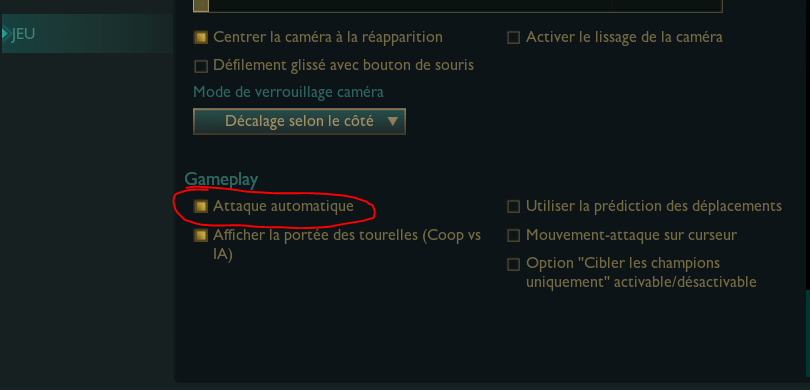 JEU
Centrer la caméra à la réapparition
Activer le lissage de la caméra
Défilement glissé avec bouton de souris
Mode de verrouillage caméra
Décalage selon le côté
Gameplay
Attaque automatique
Utiliser la prédiction des déplacements
Afficher la portée des tourelles (Coop vs
IA)
Mouvement-attaque sur curseur
Option "Cibler les champions
uniquement" activable/désactivable